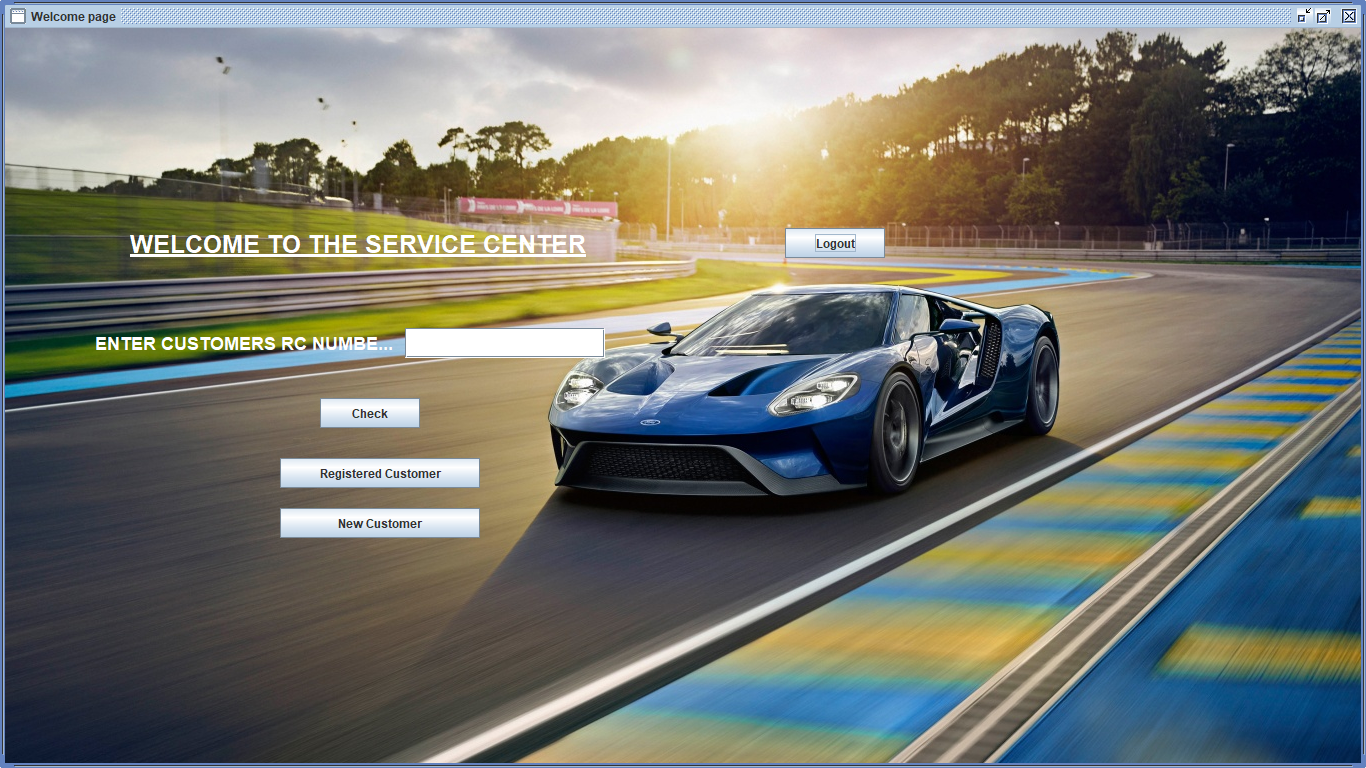 Welcome page
WELCOME TO THE SERVICE CENTER
Logout
ENTER CUSTOMERS RC NUMBE...
Check
Registered Customer
New Customer